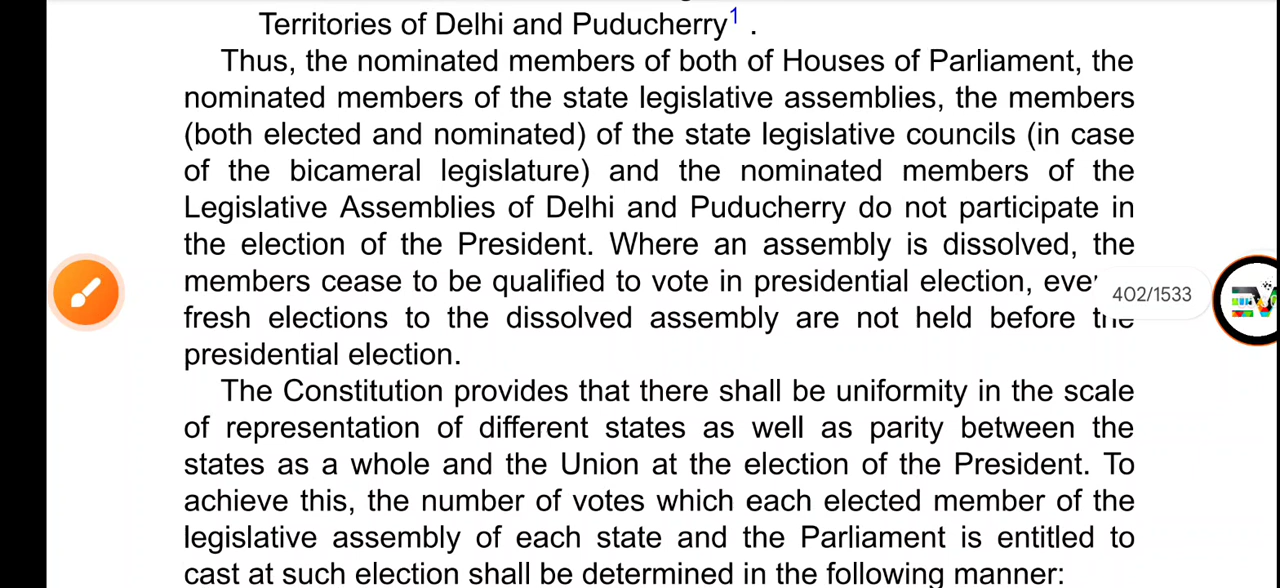 Territories of Delhi and Puducherry1 .
Thus, the nominated members of both of Houses of Parliament, the
nominated members of the state legislative assemblies, the members
(both elected and nominated) of the state legislative councils (in case
of the bicameral legislature) and the nominated members of the
Legislative Assemblies of Delhi and Puducherry do not participate in
the election of the President. Where an assembly is dissolved, the
members cease to be qualified to vote in presidential election, eve
402/1533
fresh elections to the dissolved assembly are not held before the
presidential election.
The Constitution provides that there shall be uniformity in the scale
of representation of different states as well as parity between the
states as a whole and the Union at the election of the President. To
achieve this, the number of votes which each elected member of the
legislative assembly of each state and the Parliament is entitled to
cast at such election shall be determined in the following manner: